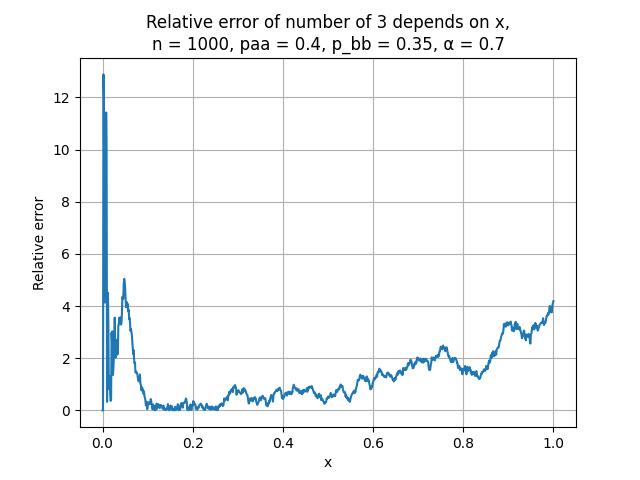 Relative error of number of 3 depends on x,
n = 1000, paa = 0.4, p_bb = 0.35, α = 0.7
12
10
8
6
4
2
0
Relative error
0.0 0.2 0.4 0.6 0.8 1.0
x